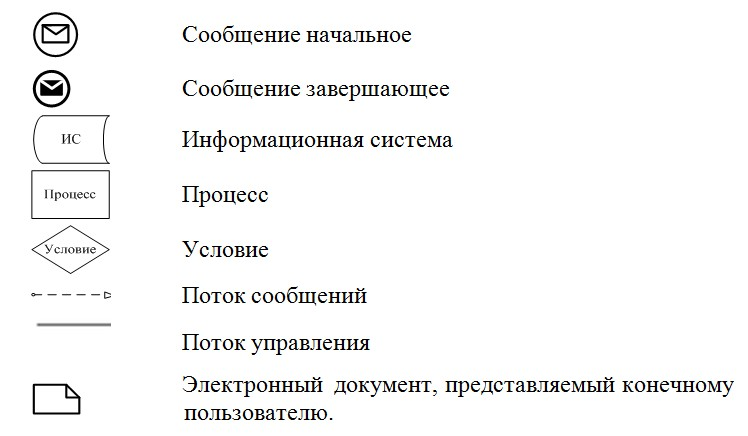 Сообщение начальное
Сообщение завершающее
ИС Информационная система
Процесс Процесс
Условие Условие
Поток сообщений
Поток управления
Электронный документ, представляемый конечному
пользователю.